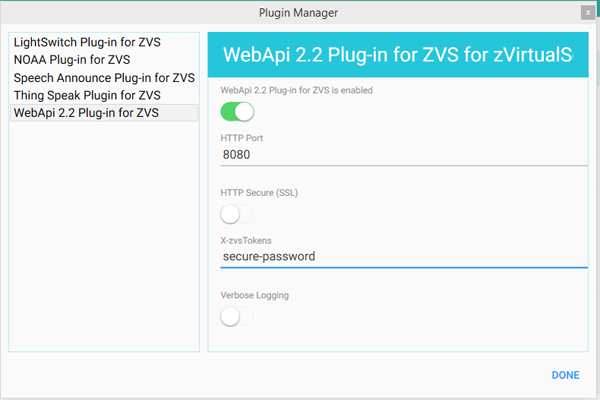 Plugin Manager
x
LightSwitch Plug-in for ZVS
NOAA Plug-in for ZVS
Speech Announce Plug-in for ZVS
Thing Speak Plugin for ZVS
WebApi 2.2 Plug-in for ZVS
WebApi 2.2 Plug-in for ZVS for zVirtualS
WebApi 2.2 Plug-in for ZVS is enabled
HTTP Port
8080
HTTP Secure (SSL)
X-zvsTokens
secure-password
Verbose Logging
DONE